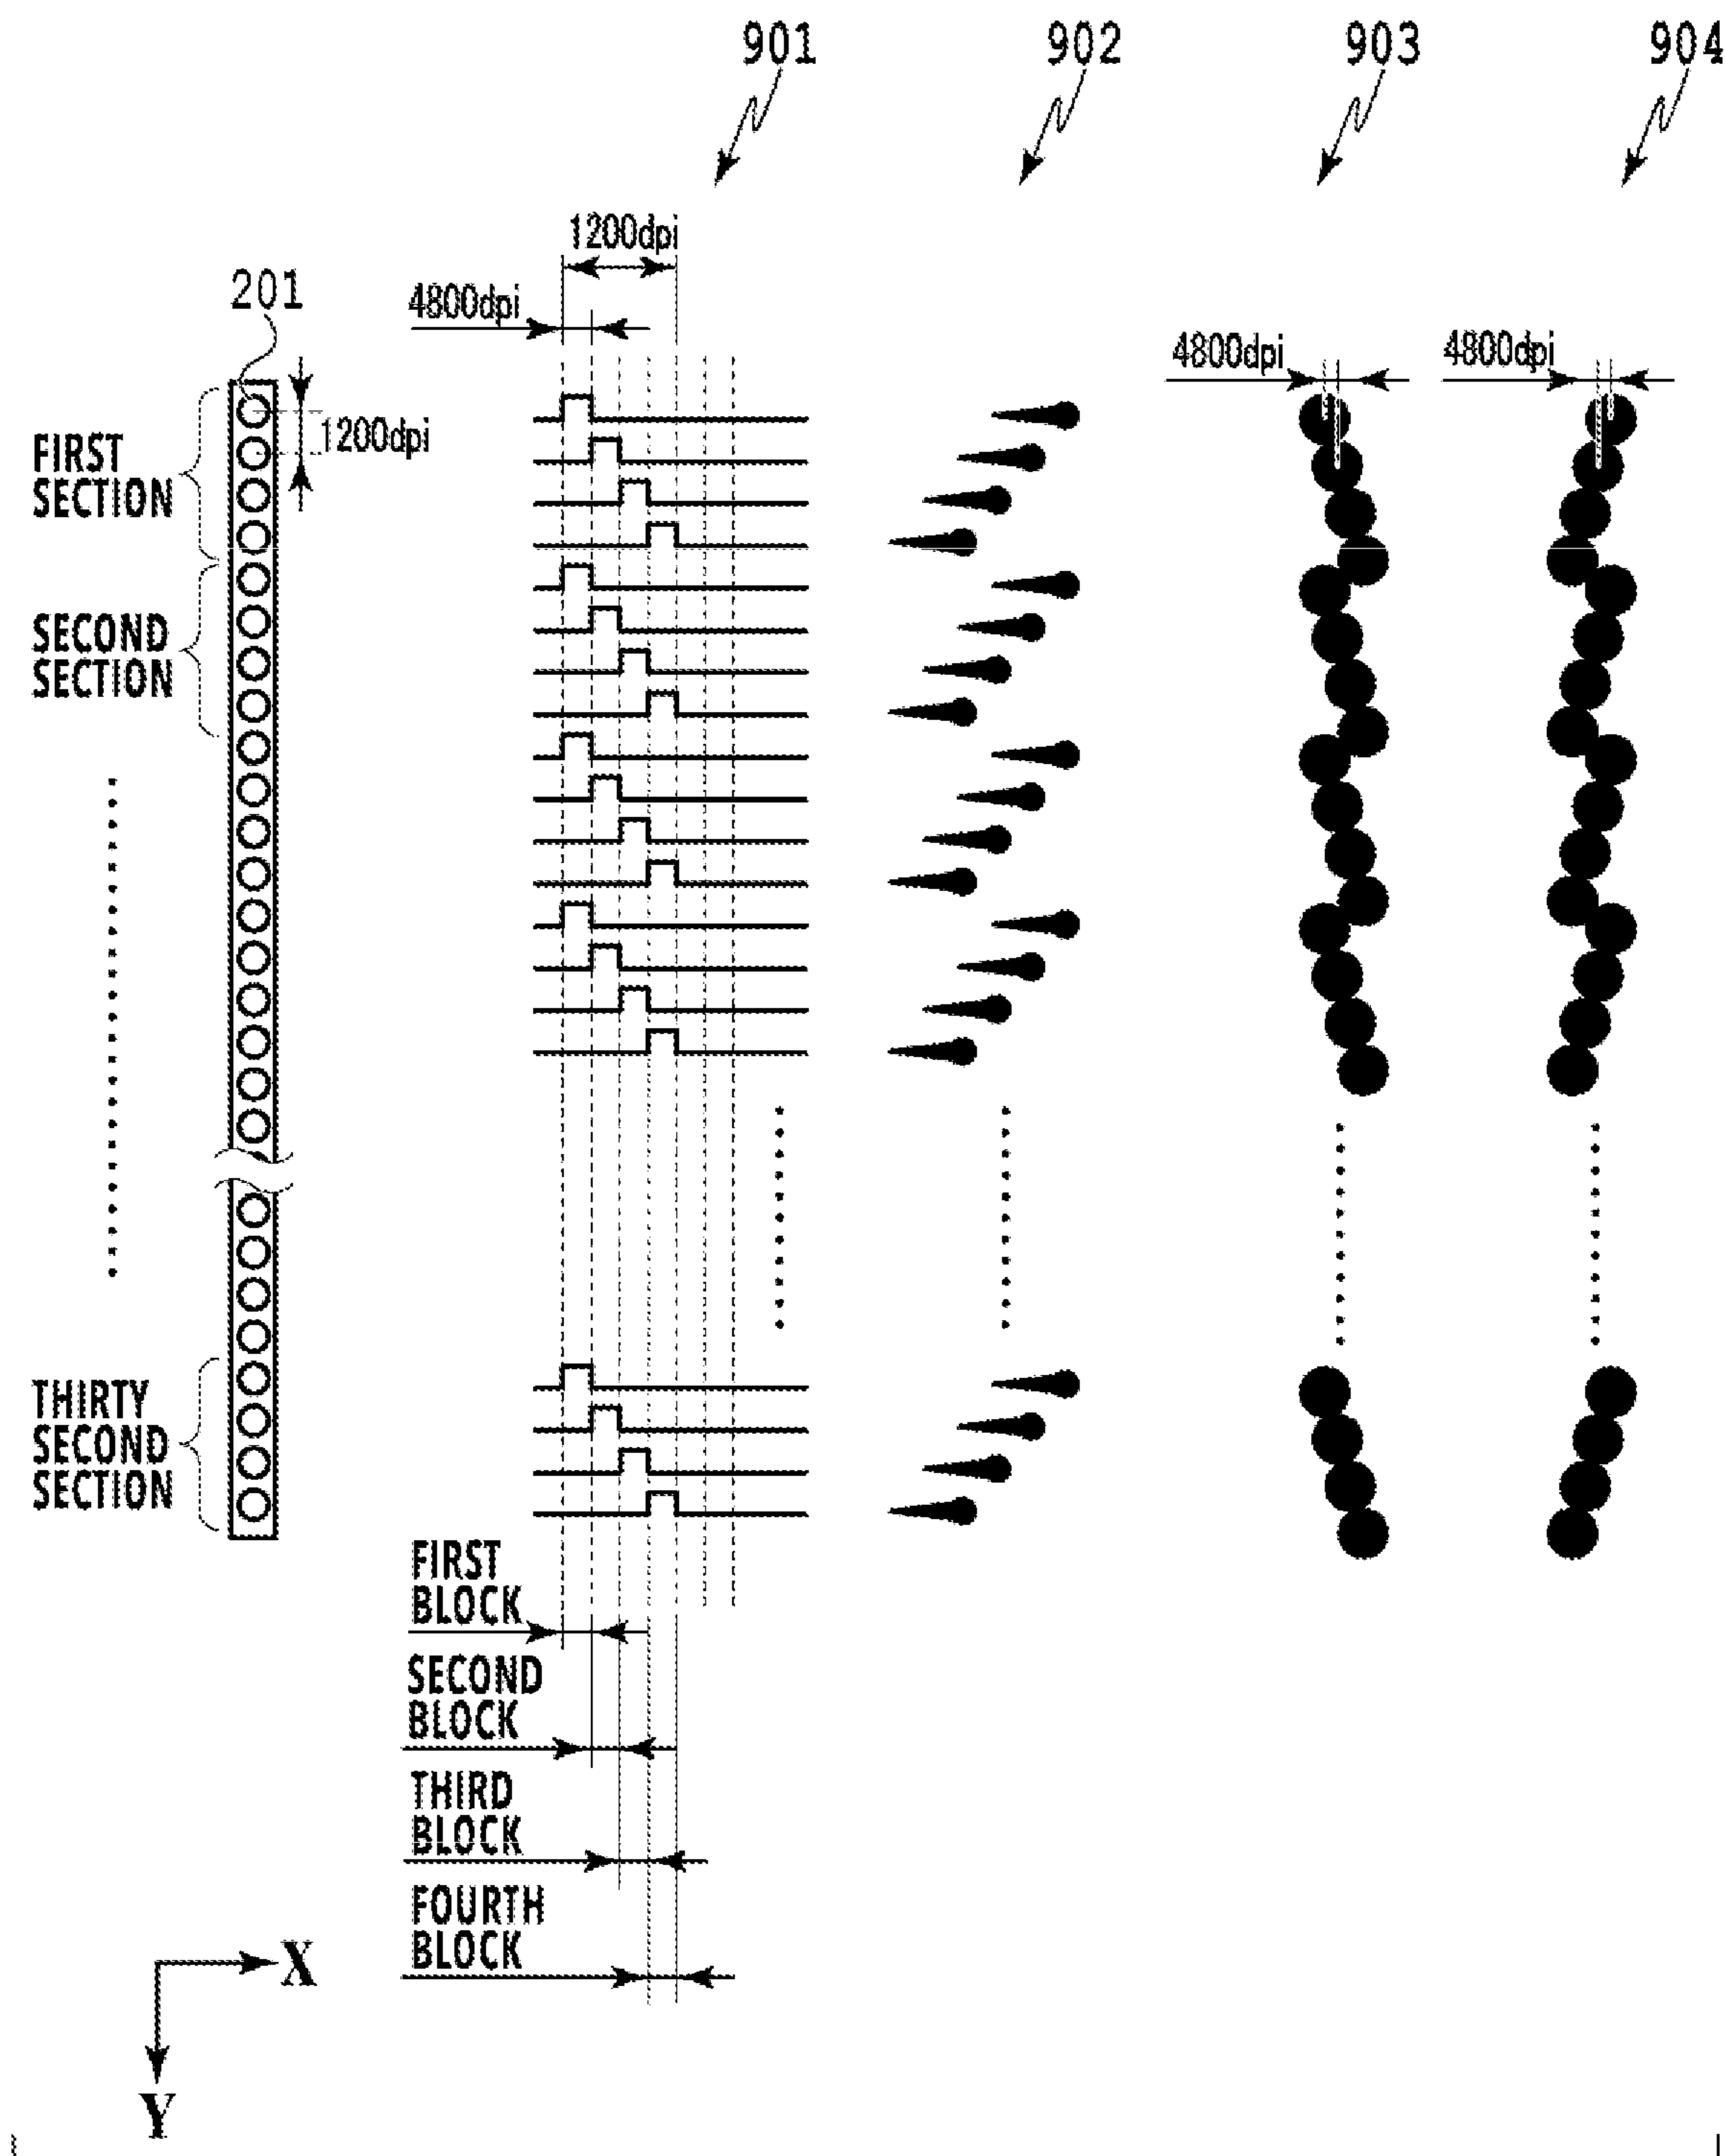 901
902
903
904
1200dpi
201
4800dpi
4800dpi
4800dpi
1200dpi
FIRST
SECTION
SECOND
SECTION
THIRTY
SECOND
SECTION
FIRST
BLOCK
SECOND
BLOCK
THIRD
BLOCK
FOURTH
BLOCK
X
Y